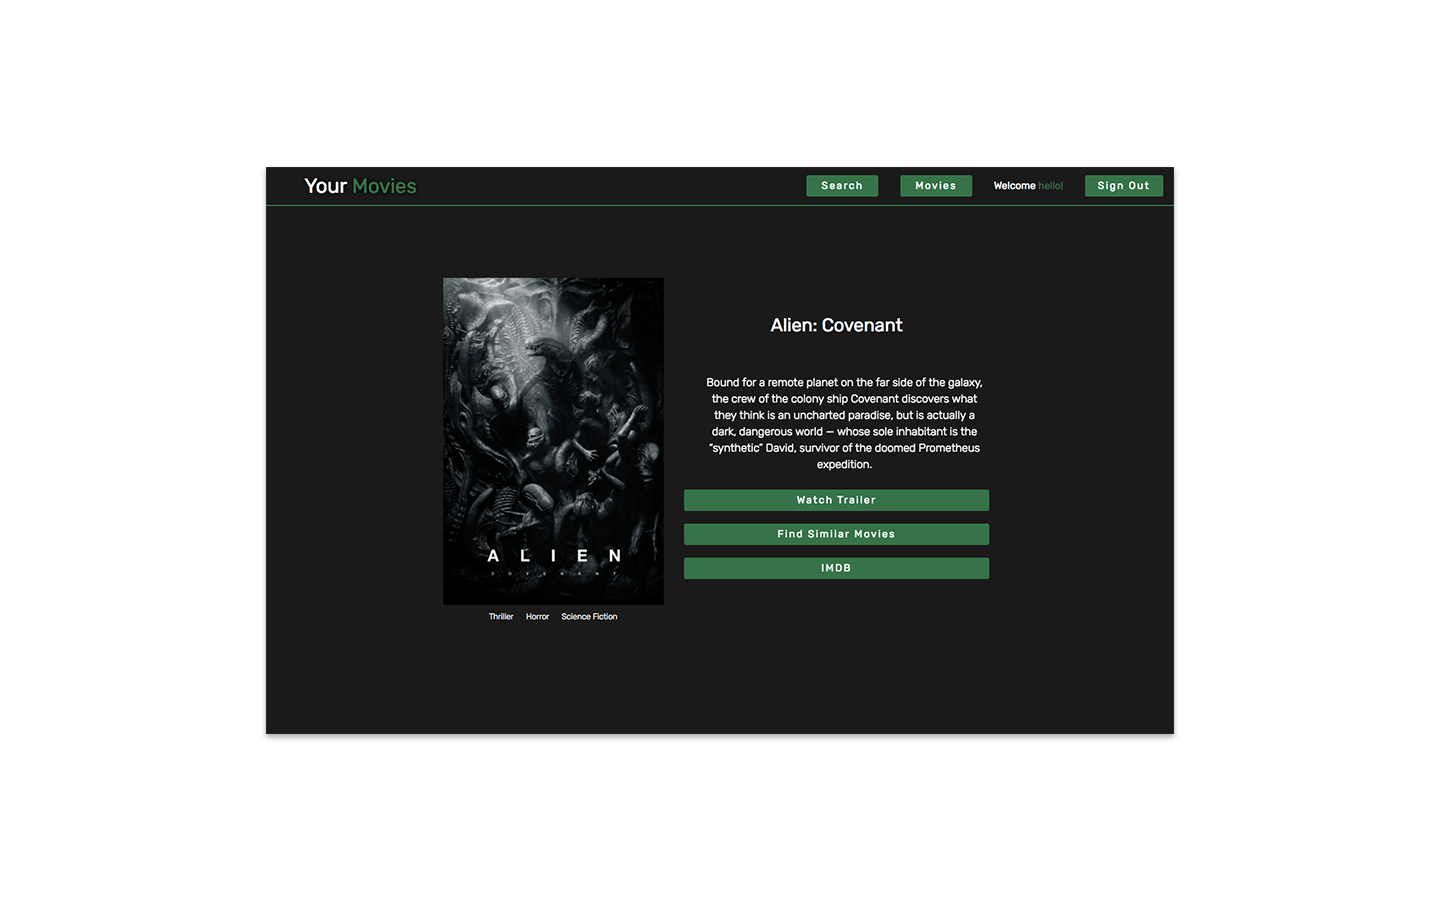 Your Movies
Search Movies Welcome hello! Sign Out
ALIEN
COVENANT
Thriller Horror Science Fiction
Alien: Covenant
Bound for a remote planet on the far side of the galaxy,
the crew of the colony ship Covenant discovers what
they think is an uncharted paradise, but is actually a
dark, dangerous world — whose sole inhabitant is the
“synthetic” David, survivor of the doomed Prometheus
expedition.
Watch Trailer
Find Similar Movies
IMDB